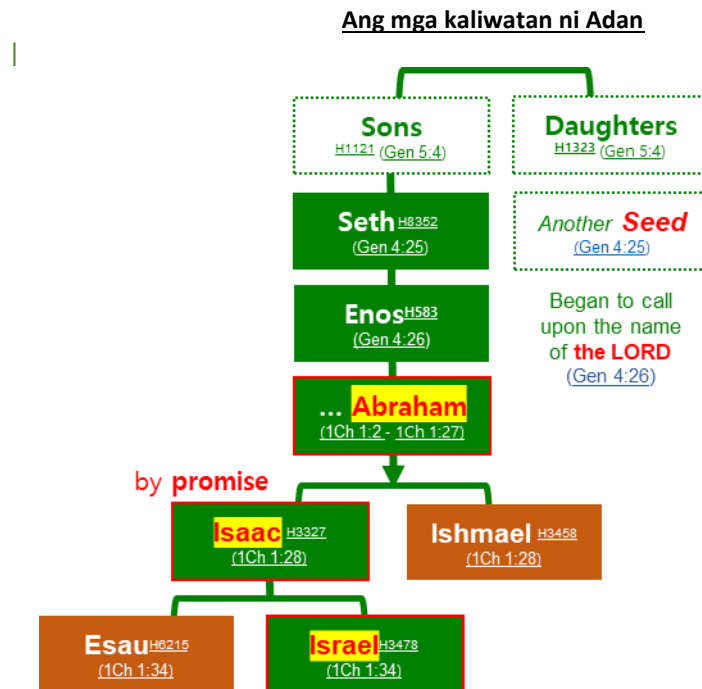 Ang mga kaliwatan ni Adan
Sons
H1121 (Gen 5:4)
Daughters
H1323 (Gen 5:4)
Seth H8352
(Gen 4:25)
Another Seed
(Gen 4:25)
Enos H583
(Gen 4:26)
Began to call
upon the name
of the LORD
(Gen 4:26)
... Abraham
(1Ch 1:2 - 1Ch 1:27)
by promise
Isaac H3327
(1Ch 1:28)
Ishmael H3458
(1Ch 1:28)
Esau H6215
(1Ch 1:34)
Israel H3478
(1Ch 1:34)